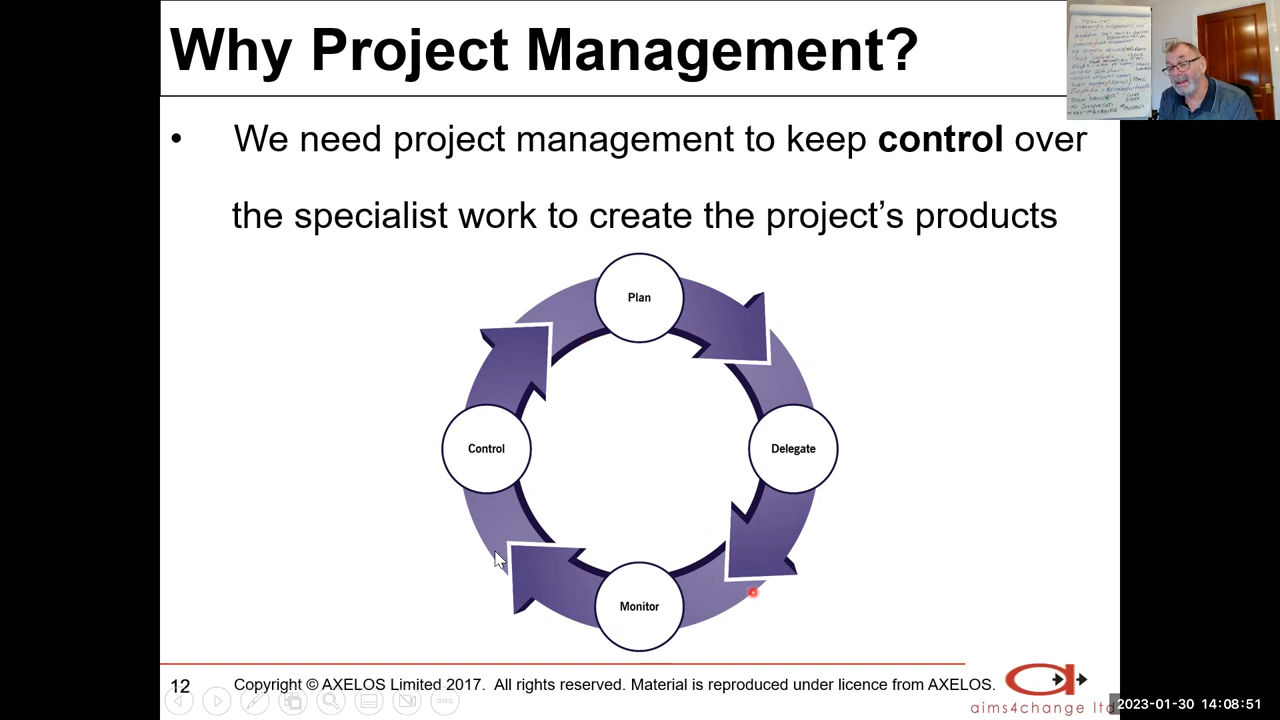 Why Project Management?
• We need project management to keep control over
the specialist work to create the project’s products
Plan
Control
Delegate
Monitor
12
Copyright © AXELOS Limited 2017. All rights reserved. Material is reproduced under licence from AXELOS.
aims4change ltd
2023-01-30 14:08:51